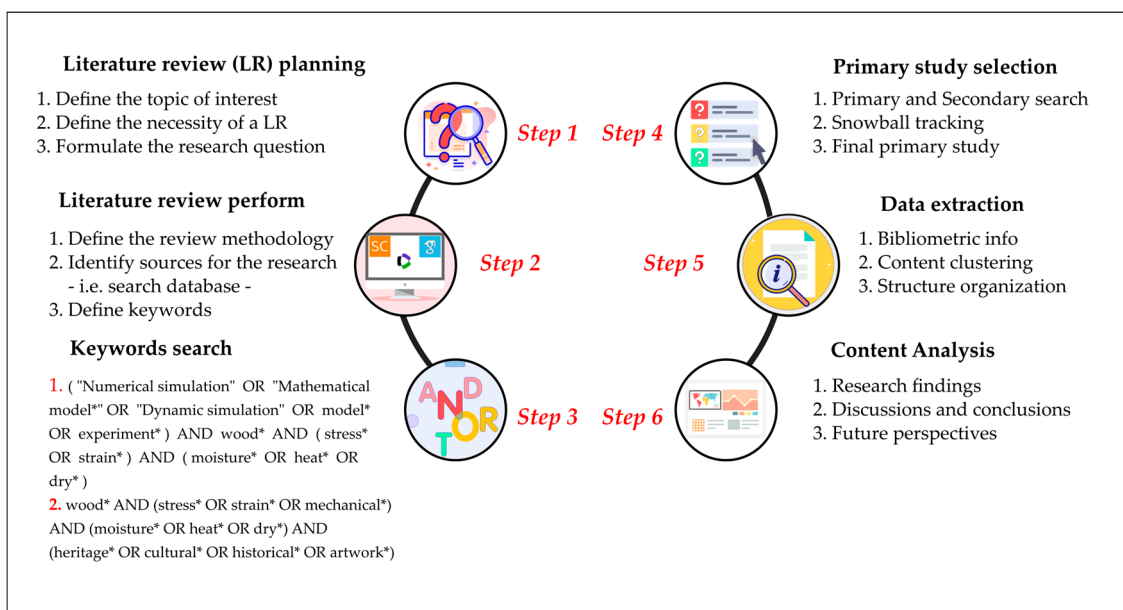 Literature review (LR) planning
1. Define the topic of interest
2. Define the necessity of a LR
3. Formulate the research question
Step 1
Literature review perform
1. Define the review methodology
2. Identify sources for the research
- i.e. search database -
3. Define keywords
SC
Step 2
Keywords search
1. ( "Numerical simulation" OR "Mathematical
model*" OR "Dynamic simulation" OR model*
OR experiment* ) AND wood* AND ( stress*
OR strain* ) AND ( moisture* OR heat* OR
dry* )
2. wood* AND (stress* OR strain* OR mechanical*)
AND (moisture* OR heat* OR dry*) AND
(heritage* OR cultural* OR historical* OR artwork*)
AND
NOT
OR
Step 3
Step 4
Primary study selection
1. Primary and Secondary search
2. Snowball tracking
3. Final primary study
Step 5
Data extraction
1. Bibliometric info
2. Content clustering
3. Structure organization
Step 6
Content Analysis
1. Research findings
2. Discussions and conclusions
3. Future perspectives